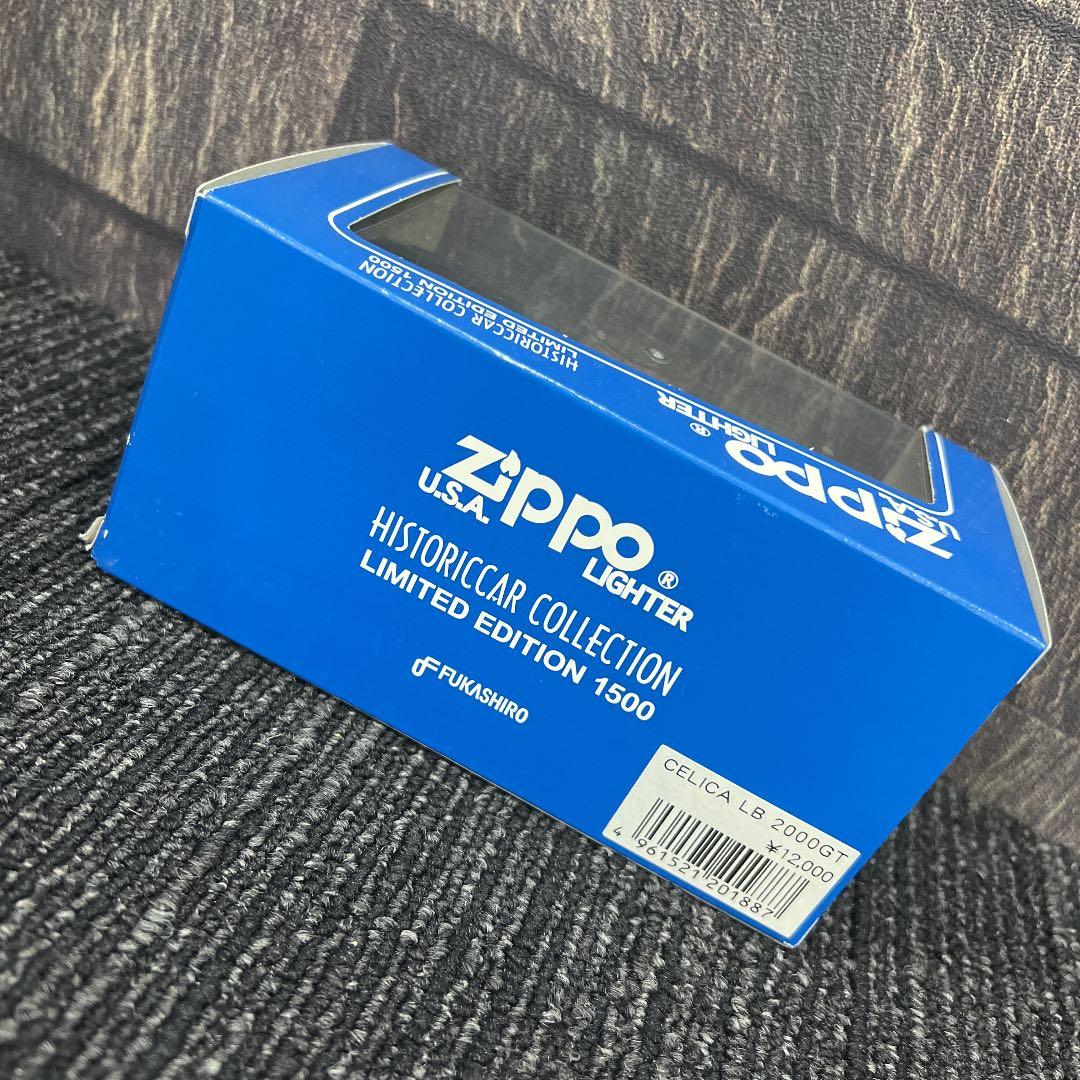 HISTORICCAR COLLECTION
LIMITED EDITION 1500
Zippo®
U.S.A. LIGHTER
Zippo®
U.S.A. LIGHTER
HISTORICCAR COLLECTION
LIMITED EDITION 1500
FUKASHIRO
CELICA LB 2000GT
¥12,000
4 961521 201887